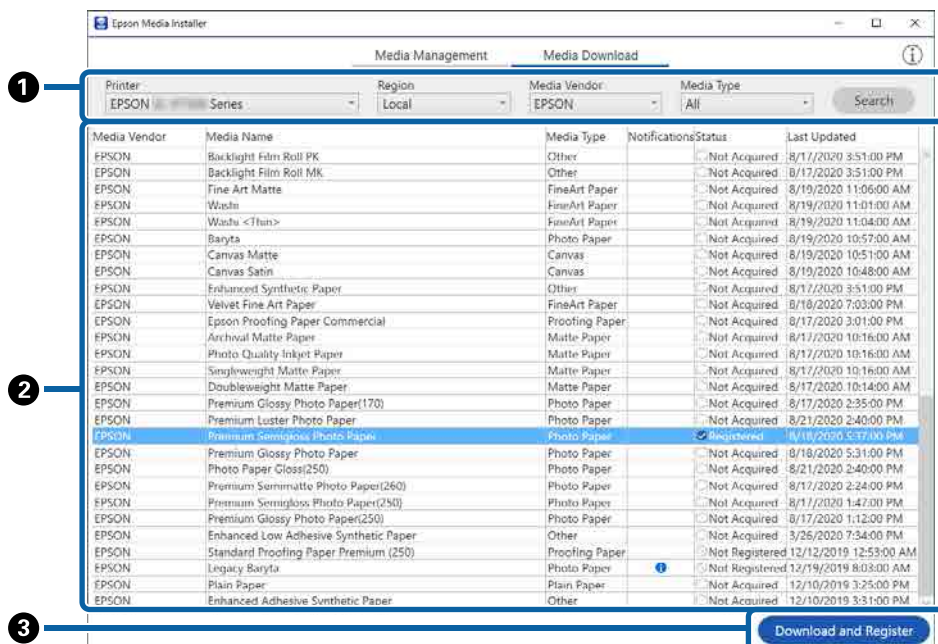 Epson Media Installer
Media Management Media Download
1
Printer Region Media Vendor Media Type
EPSON Series Local EPSON All Search
2
Media Vendor Media Name Media Type Notifications Status Last Updated
EPSON Backlight Film Roll PK Other Not Acquired 8/17/2020 3:51:00 PM
EPSON Backlight Film Roll MK Other Not Acquired 8/17/2020 3:51:00 PM
EPSON Fine Art Matte FineArt Paper Not Acquired 8/19/2020 11:06:00 AM
EPSON Washi FineArt Paper Not Acquired 8/19/2020 11:01:00 AM
EPSON Washi <Thin> FineArt Paper Not Acquired 8/19/2020 11:04:00 AM
EPSON Baryta Photo Paper Not Acquired 8/19/2020 10:57:00 AM
EPSON Canvas Matte Canvas Not Acquired 8/19/2020 10:51:00 AM
EPSON Canvas Satin Canvas Not Acquired 8/19/2020 10:48:00 AM
EPSON Enhanced Synthetic Paper Other Not Acquired 8/17/2020 3:51:00 PM
EPSON Velvet Fine Art Paper FineArt Paper Not Acquired 8/18/2020 7:03:00 PM
EPSON Epson Proofing Paper Commercial Proofing Paper Not Acquired 8/17/2020 3:01:00 PM
EPSON Archival Matte Paper Matte Paper Not Acquired 8/17/2020 10:16:00 AM
EPSON Photo Quality Inkjet Paper Matte Paper Not Acquired 8/17/2020 10:16:00 AM
EPSON Singleweight Matte Paper Matte Paper Not Acquired 8/17/2020 10:16:00 AM
EPSON Doubleweight Matte Paper Matte Paper Not Acquired 8/17/2020 10:14:00 AM
EPSON Premium Glossy Photo Paper(170) Photo Paper Not Acquired 8/17/2020 2:35:00 PM
EPSON Premium Luster Photo Paper Photo Paper Not Acquired 8/21/2020 2:40:00 PM
EPSON Premium Semigloss Photo Paper Photo Paper Registered 8/18/2020 5:37:00 PM
EPSON Premium Glossy Photo Paper Photo Paper Not Acquired 8/18/2020 5:31:00 PM
EPSON Photo Paper Gloss(250) Photo Paper Not Acquired 8/21/2020 2:40:00 PM
EPSON Premium Semimatte Photo Paper(260) Photo Paper Not Acquired 8/17/2020 2:24:00 PM
EPSON Premium Semigloss Photo Paper(250) Photo Paper Not Acquired 8/17/2020 1:47:00 PM
EPSON Premium Glossy Photo Paper(250) Photo Paper Not Acquired 8/17/2020 1:12:00 PM
EPSON Enhanced Low Adhesive Synthetic Paper Other Not Acquired 3/26/2020 7:34:00 PM
EPSON Standard Proofing Paper Premium (250) Proofing Paper Not Registered 12/12/2019 12:53:00 AM
EPSON Legacy Baryta Photo Paper Not Registered 12/19/2019 8:03:00 AM
EPSON Plain Paper Plain Paper Not Acquired 12/10/2019 3:25:00 PM
EPSON Enhanced Adhesive Synthetic Paper Other Not Acquired 12/10/2019 3:31:00 PM
3
Download and Register